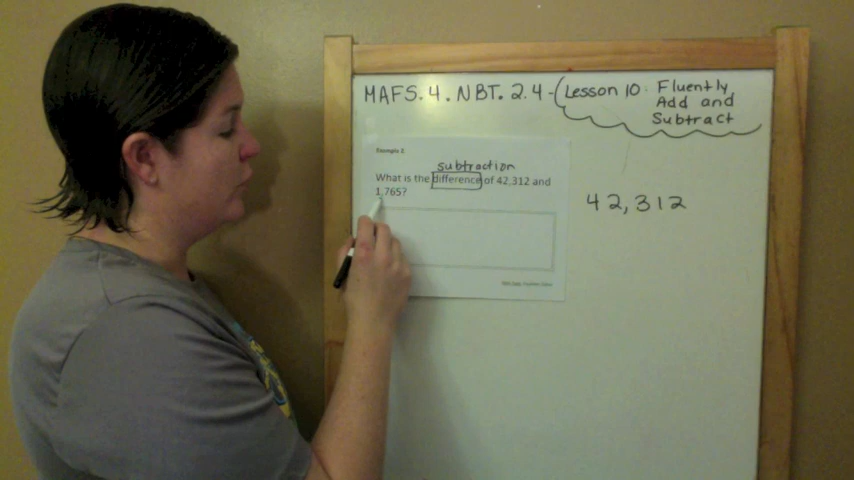 MAFS.4.NBT.2.4 - Lesson 10: Fluently
Add and
Subtract
Example 2
subtraction
What is the difference of 42,312 and
1,765?
42,312